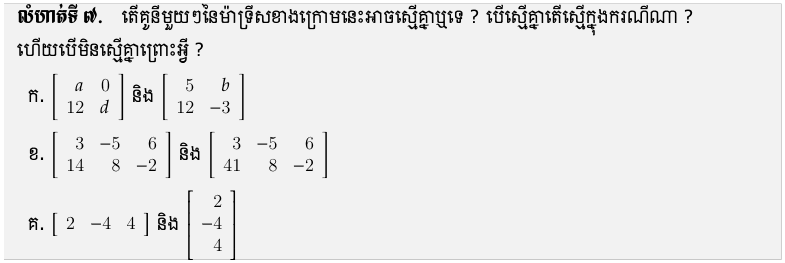 លំហាត់ទី ៧. តើគូនីមួយៗនៃម៉ាទ្រីសខាងក្រោមនេះអាចស្មើគ្នាឬទេ ? បើស្មើគ្នាតើស្មើក្នុងករណីណា ?
ហើយបើមិនស្មើគ្នាព្រោះអ្វី ?
ក. [ a 0 ] និង [ 5 b ]
[ 12 d ] [ 12 −3 ]
ខ. [ 3 −5 6 ] និង [ 3 −5 6 ]
[ 14 8 −2 ] [ 41 8 −2 ]
គ. [ 2 −4 4 ] និង [ 2 ]
[ −4 ]
[ 4 ]